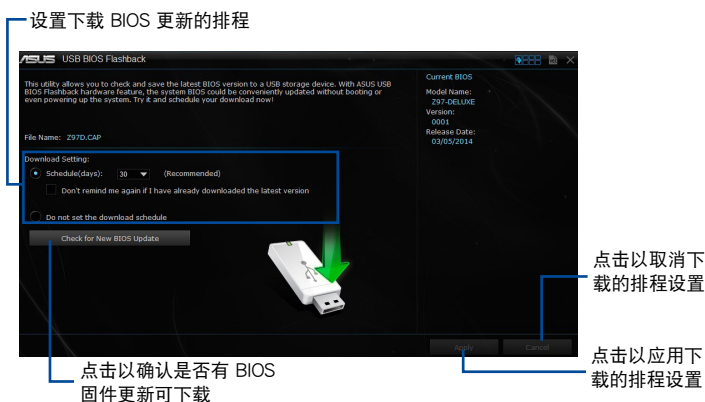 设置下载 BIOS 更新的排程
ASUS USB BIOS Flashback
This utility allows you to check and save the latest BIOS version to a USB storage device. With ASUS USB
BIOS Flashback hardware feature, the system BIOS could be conveniently updated without booting or
even powering up the system. Try it and schedule your download now!
File Name: Z97D.CAP
Current BIOS
Model Name:
Z97-DELUXE
Version:
0001
Release Date:
03/05/2014
Download Setting:
Schedule(days): 30 (Recommended)
Don't remind me again if I have already downloaded the latest version
Do not set the download schedule
Check for New BIOS Update
Apply
Cancel
点击以取消下
载的排程设置
点击以应用下
载的排程设置
点击以确认是否有 BIOS
固件更新可下载